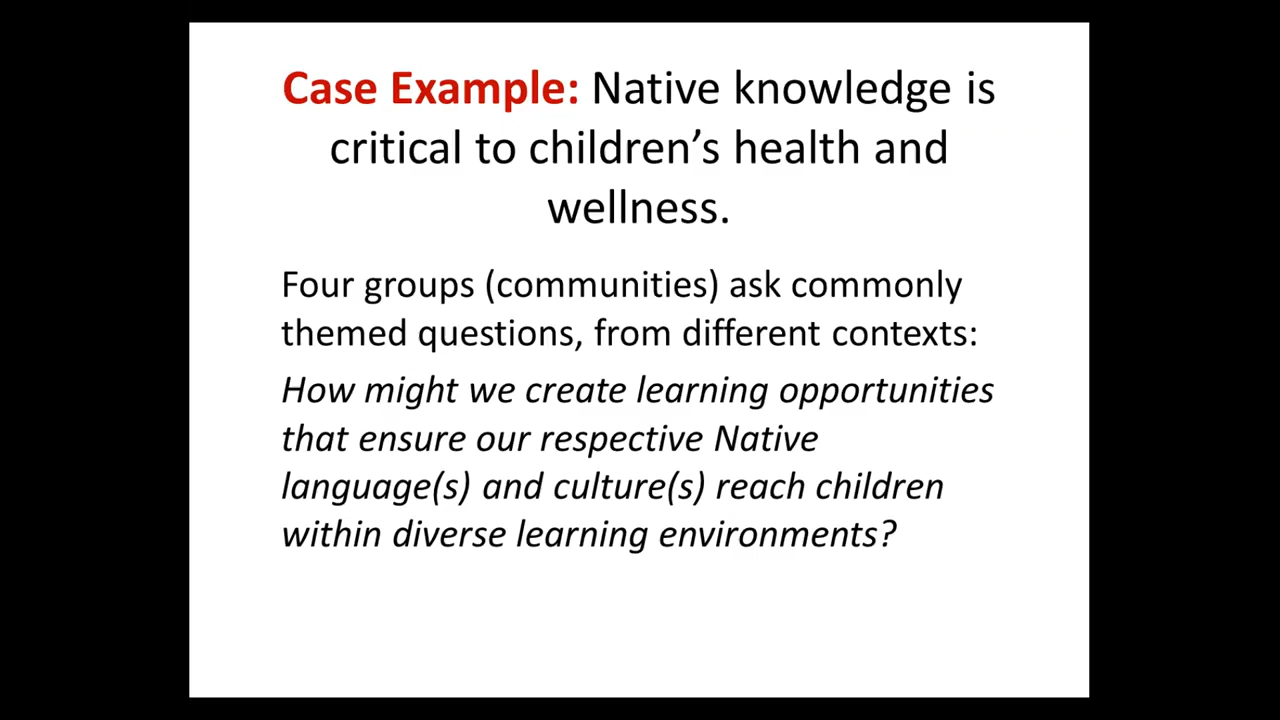 Case Example: Native knowledge is
critical to children’s health and
wellness.
Four groups (communities) ask commonly
themed questions, from different contexts:
How might we create learning opportunities
that ensure our respective Native
language(s) and culture(s) reach children
within diverse learning environments?